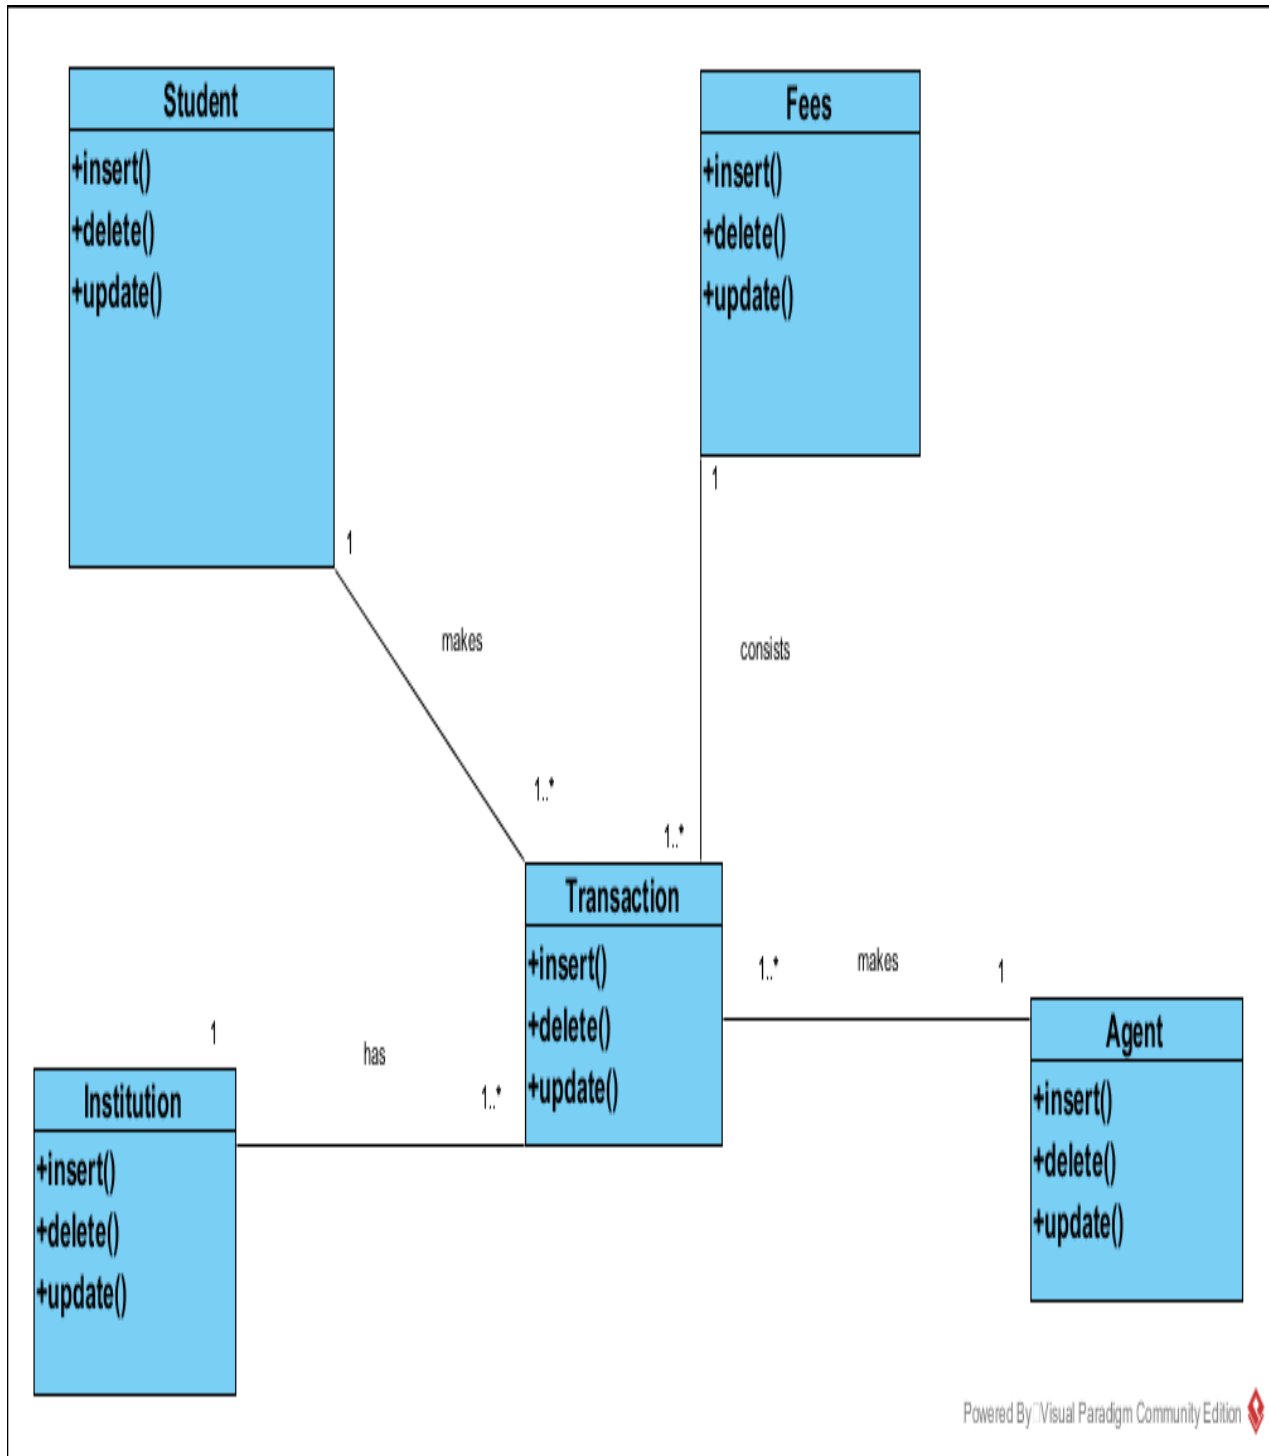 Student
+insert()
+delete()
+update()
Fees
+insert()
+delete()
+update()
1
1
makes
consists
1..*
1..*
Transaction
+insert()
+delete()
+update()
1..*
makes
1
Agent
+insert()
+delete()
+update()
1
has
1..*
Institution
+insert()
+delete()
+update()
Powered By Visual Paradigm Community Edition